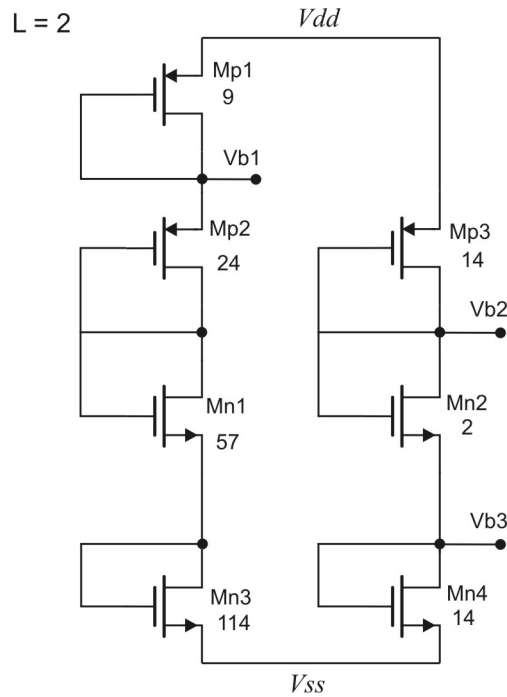 L = 2
Vdd
Mp1
9
Vb1
Mp2
24
Mp3
14
Vb2
Mn1
57
Mn2
2
Vb3
Mn3
114
Mn4
14
Vss